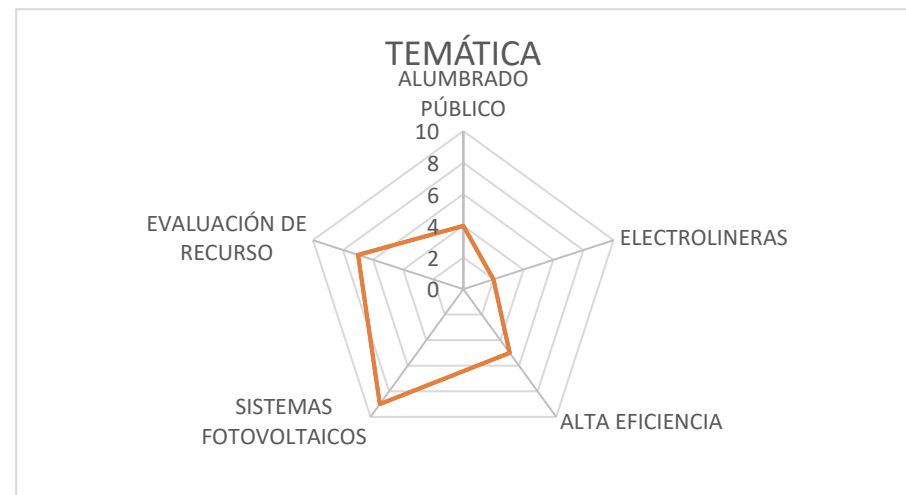 TEMÁTICA
ALUMBRADO
PÚBLICO
10
8
6
4
2
0
ELECTROLINERAS
ALTA EFICIENCIA
SISTEMAS
FOTOVOLTAICOS
EVALUACIÓN DE
RECURSO